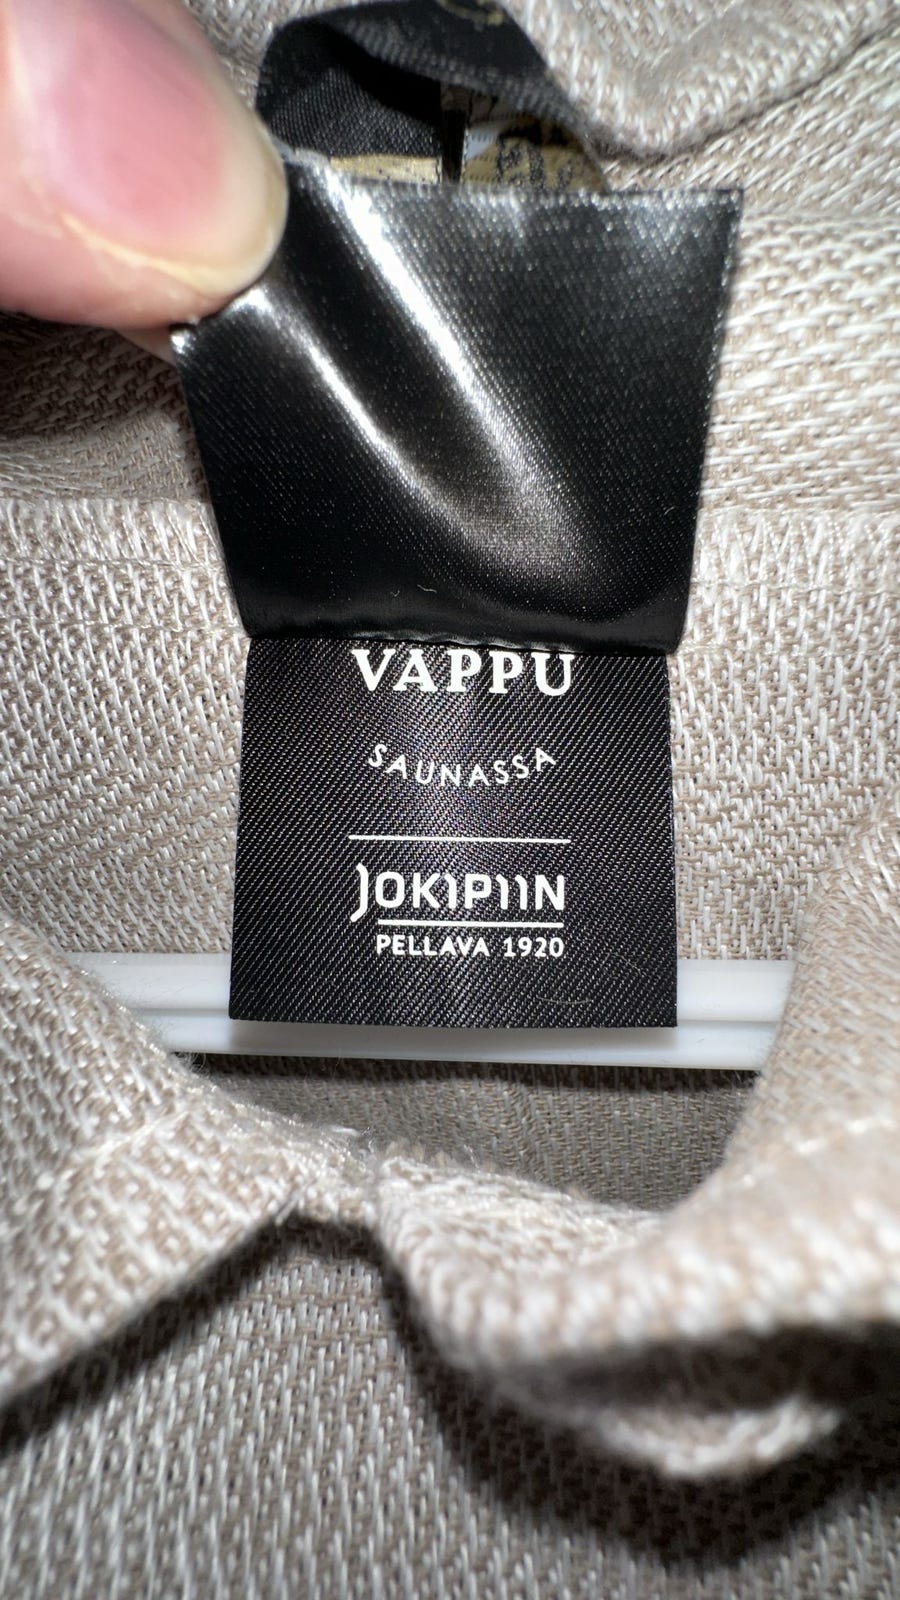 VAPPU
SAUNASSA
JOKIPIIN
PELLAVA 1920